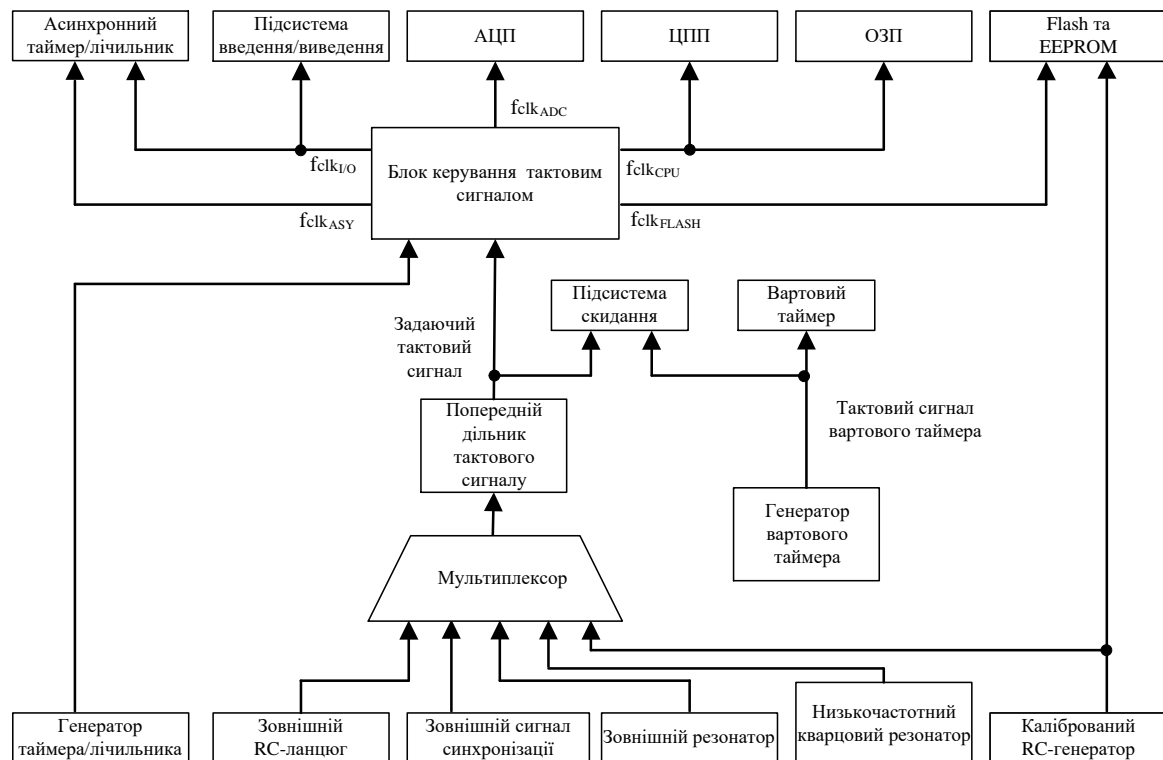 Асинхронний
таймер/лічильник
Підсистема
введення/виведення
АЦП
ЦПП
ОЗП
Flash та
EEPROM
fclkADC
fclkI/O
Блок керування тактовим
сигналом
fclkCPU
fclkASY
fclkFLASH
Підсистема
скидання
Вартовий
таймер
Задаючий
тактовий
сигнал
Попередній
дільник
тактового
сигналу
Тактовий сигнал
вартового таймера
Генератор
вартового
таймера
Мультиплексор
Генератор
таймера/лічильника
Зовнішній
RC-ланцюг
Зовнішній сигнал
синхронізації
Зовнішній резонатор
Низькочастотний
кварцовий резонатор
Калібрований
RC-генератор